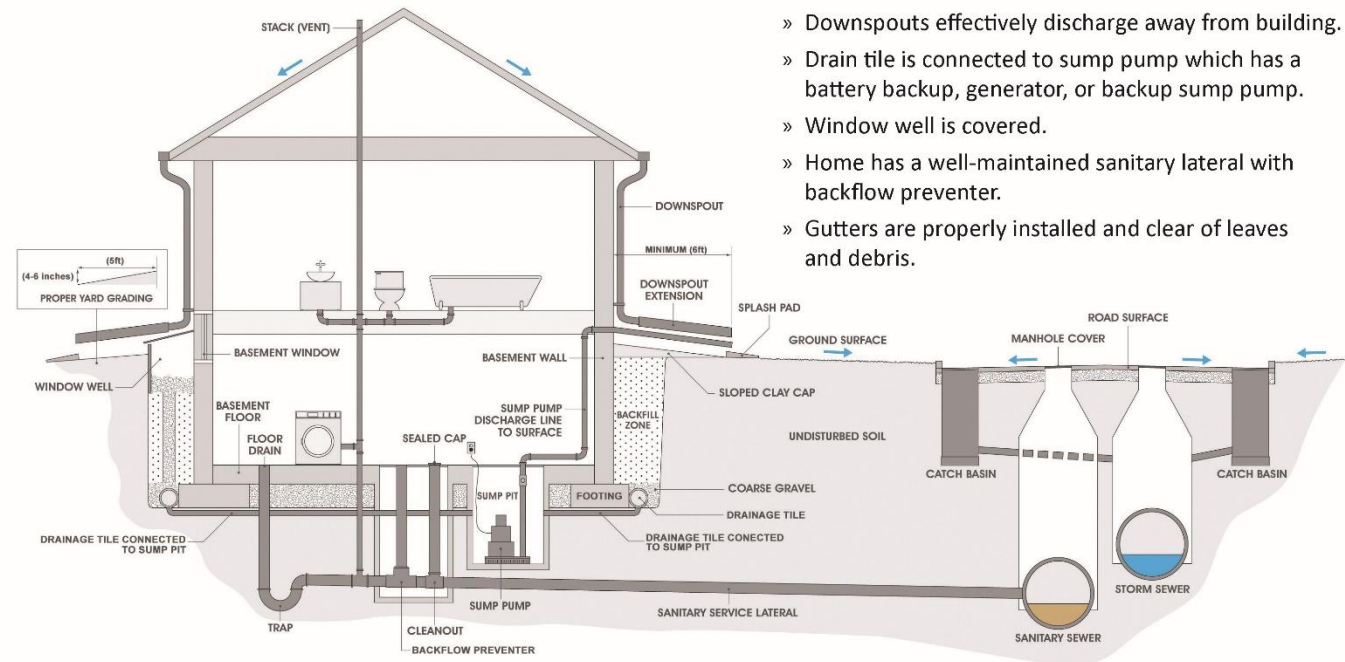 » Downspouts effectively discharge away from building.
» Drain tile is connected to sump pump which has a
battery backup, generator, or backup sump pump.
» Window well is covered.
» Home has a well-maintained sanitary lateral with
backflow preventer.
» Gutters are properly installed and clear of leaves
and debris.
STACK (VENT)
DOWNSPOUT
(5ft)
(4-6 inches)
PROPER YARD GRADING
MINIMUM (6ft)
DOWNSPOUT
EXTENSION
SPLASH PAD
GROUND SURFACE
MANHOLE COVER
ROAD SURFACE
BASEMENT WINDOW
BASEMENT WALL
WINDOW WELL
SLOPED CLAY CAP
BASEMENT
FLOOR
FLOOR
DRAIN
SEALED CAP
SUMP PUMP
DISCHARGE LINE
TO SURFACE
BACKFILL
ZONE
UNDISTURBED SOIL
CATCH BASIN
CATCH BASIN
SUMP PIT
FOOTING
COARSE GRAVEL
DRAINAGE TILE
DRAINAGE TILE CONECTED
TO SUMP PIT
DRAINAGE TILE CONECTED
TO SUMP PIT
STORM SEWER
SUMP PUMP
SANITARY SERVICE LATERAL
TRAP
CLEANOUT
SANITARY SEWER
BACKFLOW PREVENTER